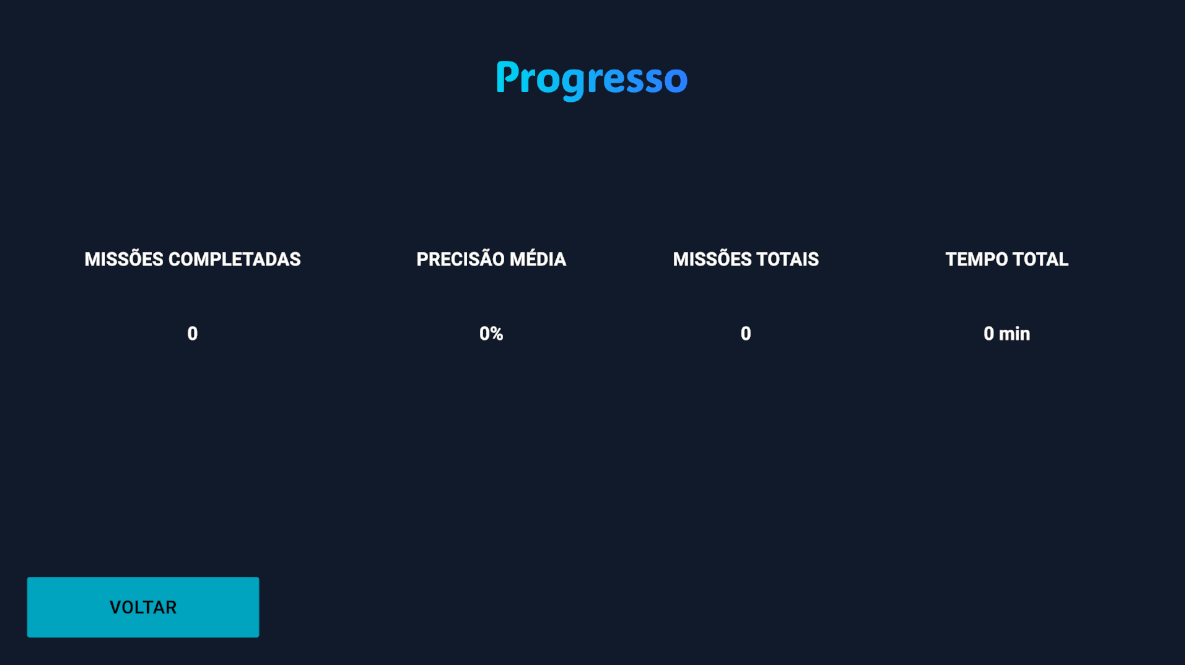 Progresso
MISSÕES COMPLETADAS PRECISÃO MÉDIA MISSÕES TOTAIS TEMPO TOTAL
0 0% 0 0 min
VOLTAR